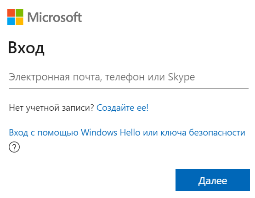 Microsoft
Вход
Электронная почта, телефон или Skype
Нет учетной записи? Создайте ее!
Вход с помощью Windows Hello или ключа безопасности
?
Далее